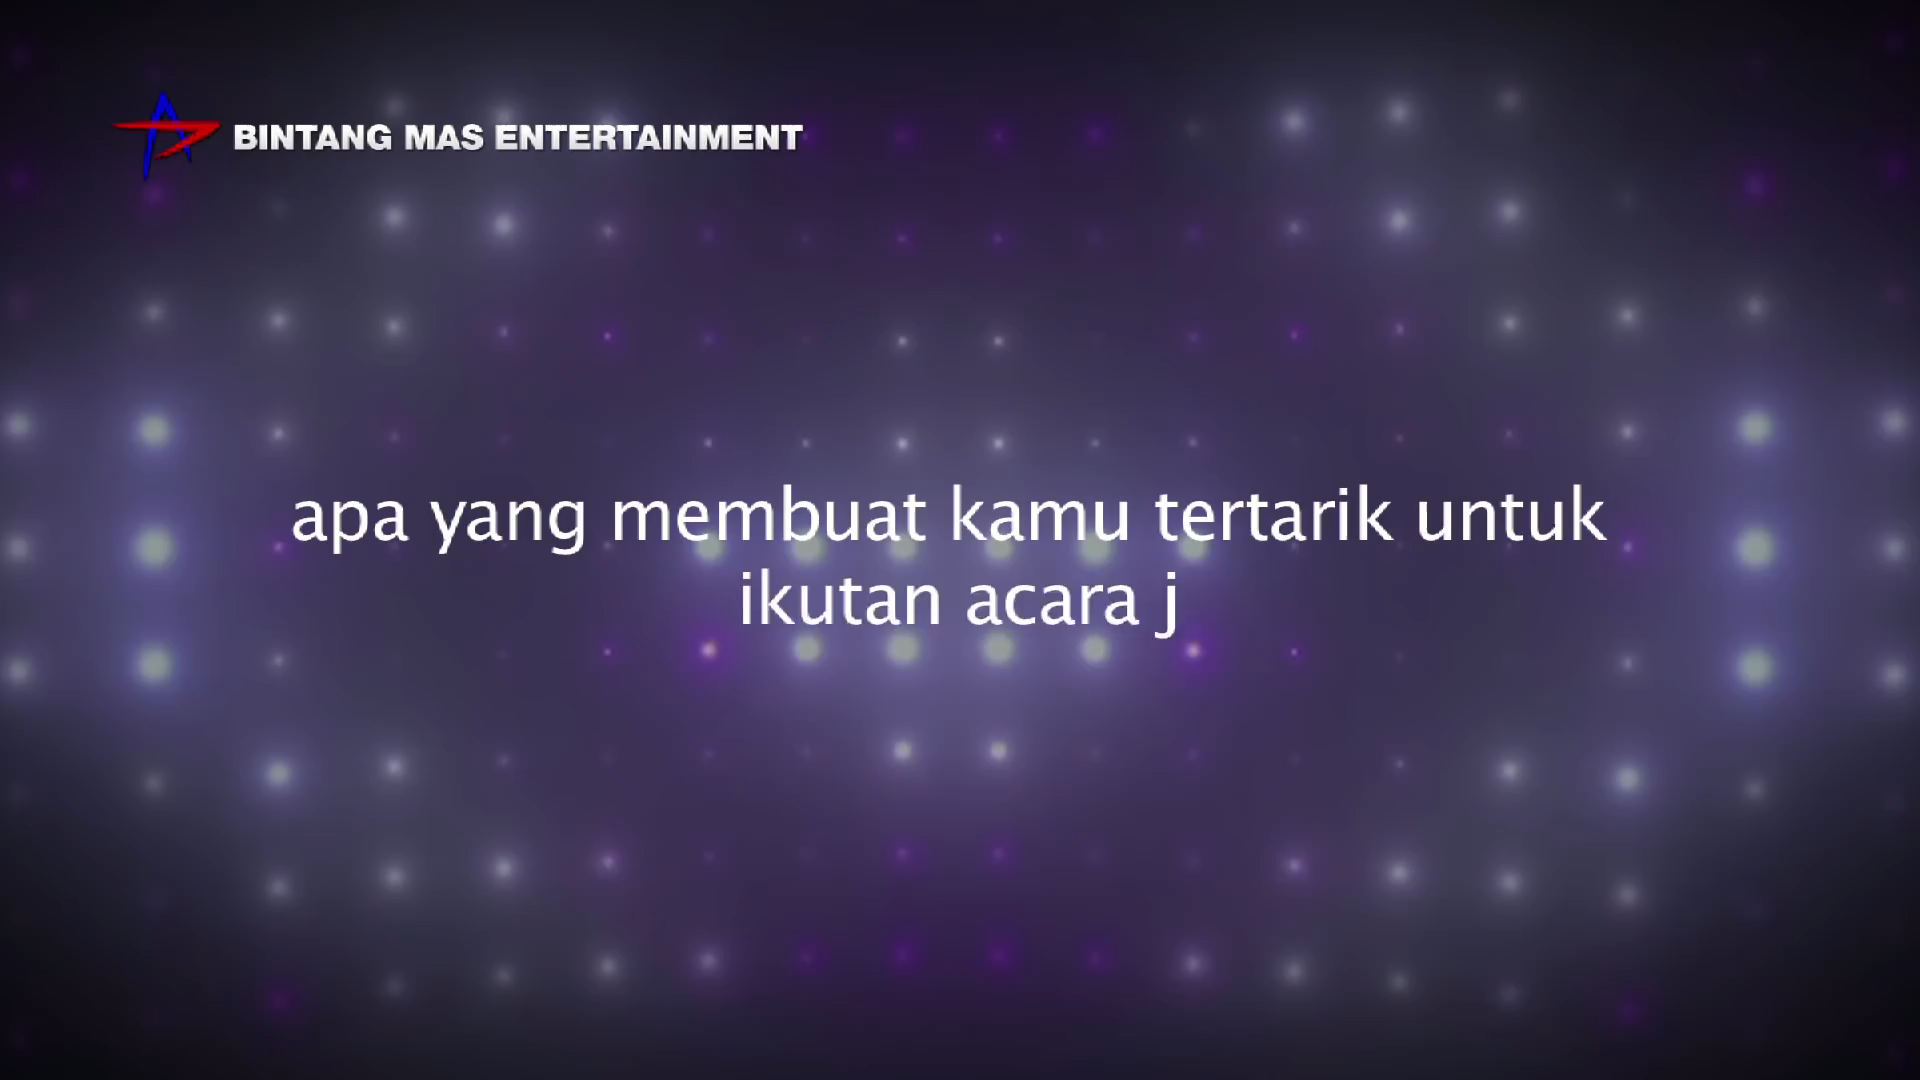 BINTANG MAS ENTERTAINMENT
apa yang membuat kamu tertarik untuk
ikutan acara j